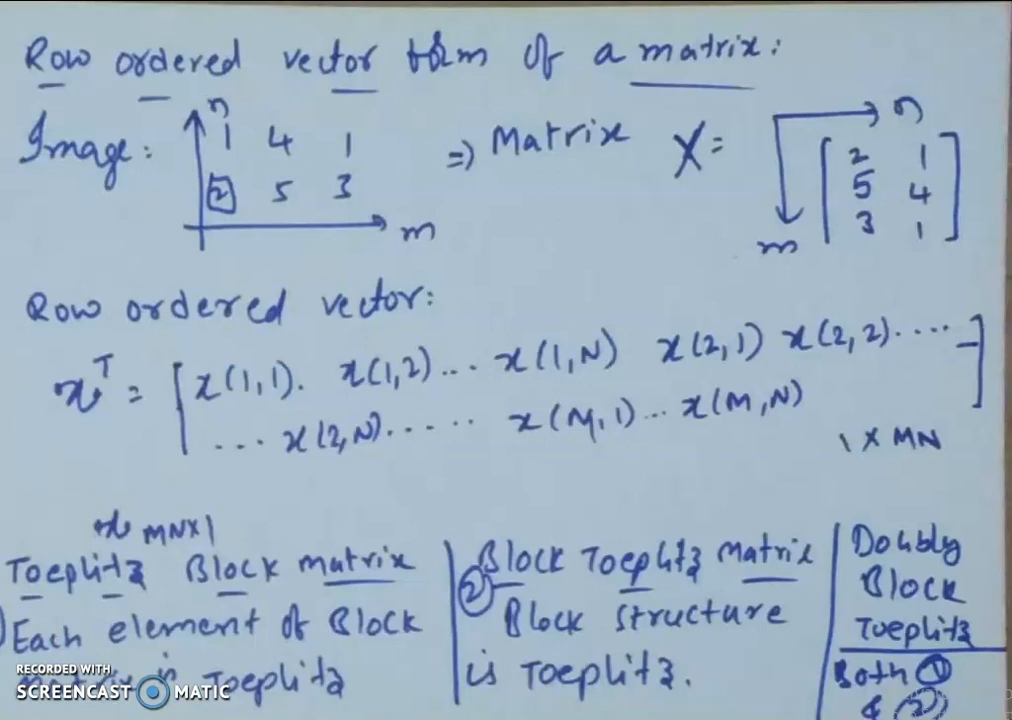 Row ordered vector form of a matrix:
Image: n
1 4 1
2 5 3
m
=> Matrix X =
n
m
[ 2 1
5 4
3 1 ]
Row ordered vector:
x^T = [ x(1,1). x(1,2)... x(1,N) x(2,1) x(2,2).....
... x(2,N)...... x(M,1)... x(M,N) ]
1 X MN
x MNX1
Toeplitz Block matrix
Each element of Block
matrix is Toeplitz
Block Toeplitz Matrix
② Block structure
is Toeplitz.
Doubly
Block
Toeplitz
Both ①
& ②
RECORDED WITH
SCREENCAST MATIC